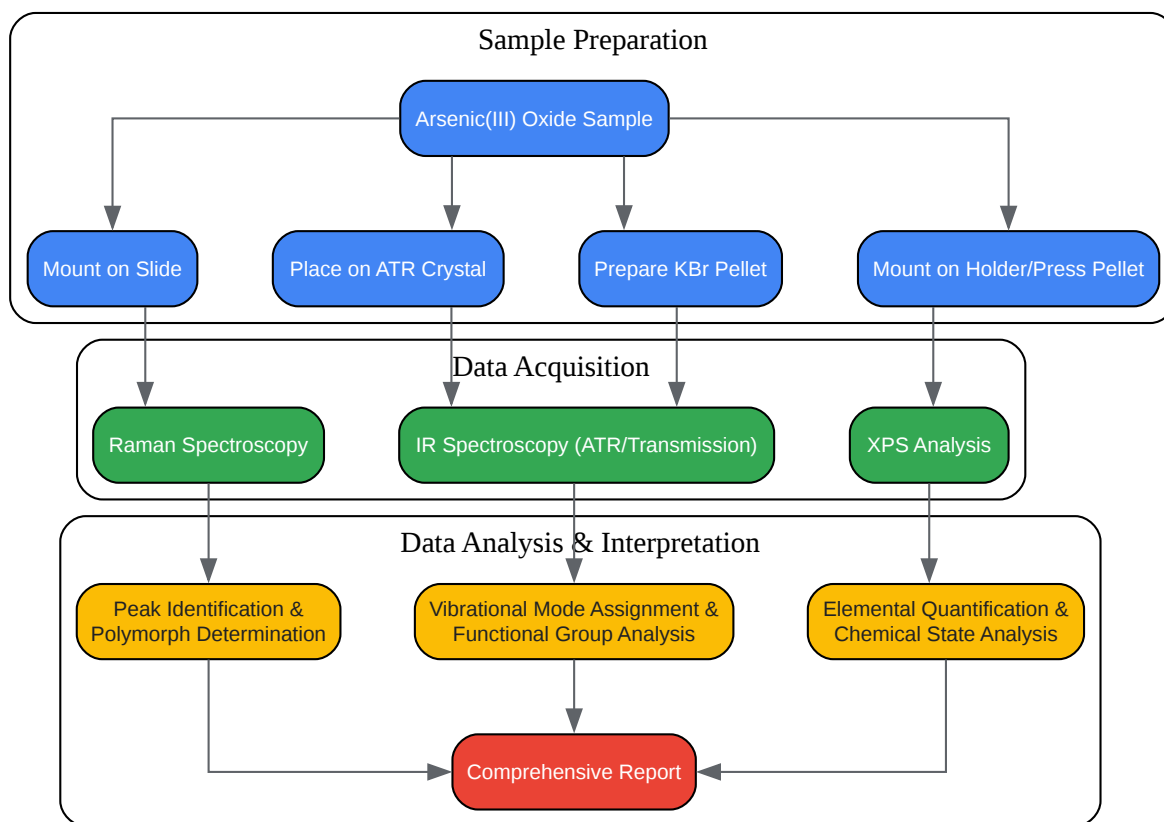 Sample Preparation
Arsenic(III) Oxide Sample
Mount on Slide
Place on ATR Crystal
Prepare KBr Pellet
Mount on Holder/Press Pellet
Data Acquisition
Raman Spectroscopy
IR Spectroscopy (ATR/Transmission)
XPS Analysis
Data Analysis & Interpretation
Peak Identification &
Polymorph Determination
Vibrational Mode Assignment &
Functional Group Analysis
Elemental Quantification &
Chemical State Analysis
Comprehensive Report